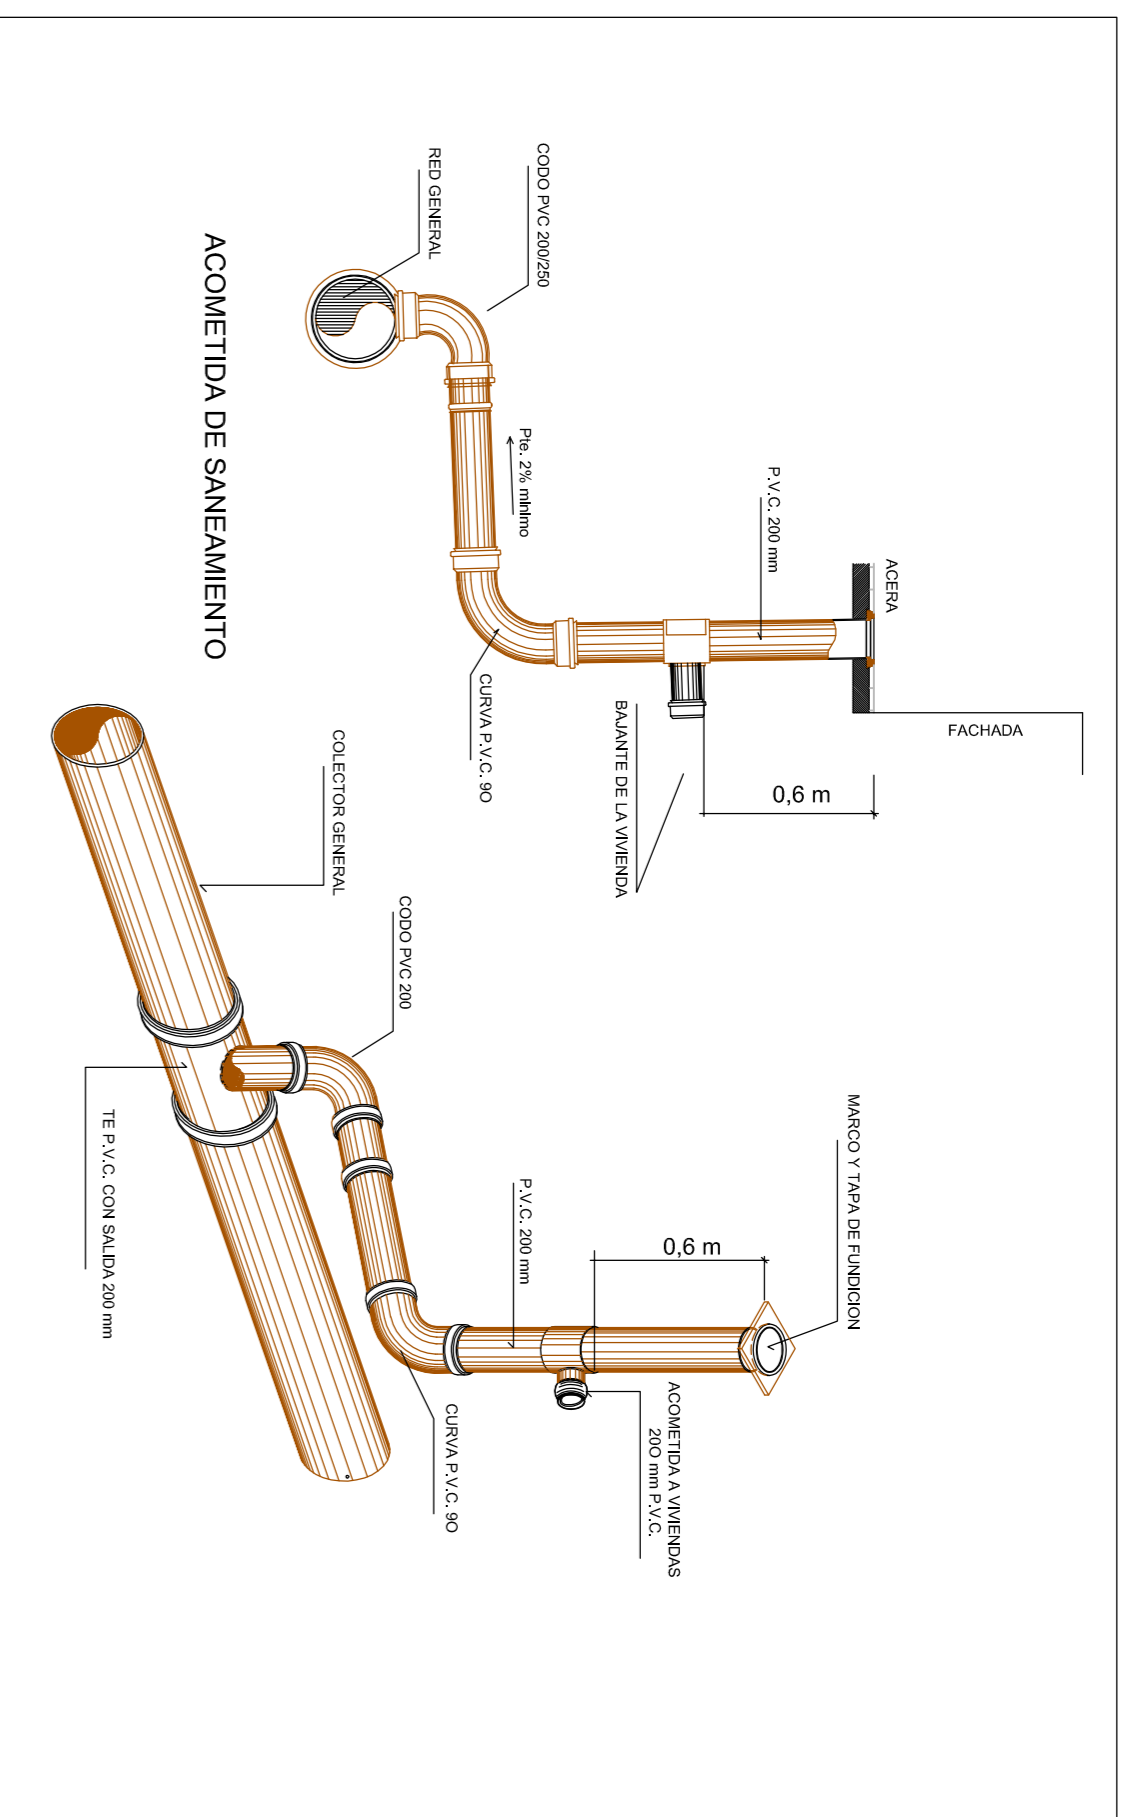 ACERA
FACHADA
P.V.C. 200 mm
0,6 m
BAJANTE DE LA VIVIENDA
CODO PVC 200/250
Pte. 2% mínimo
CURVA P.V.C. 90
RED GENERAL
ACOMETIDA DE SANEAMIENTO
MARCO Y TAPA DE FUNDICION
0,6 m
ACOMETIDA A VIVIENDAS
200 mm P.V.C.
P.V.C. 200 mm
CODO PVC 200
CURVA P.V.C. 90
COLECTOR GENERAL
TE P.V.C. CON SALIDA 200 mm